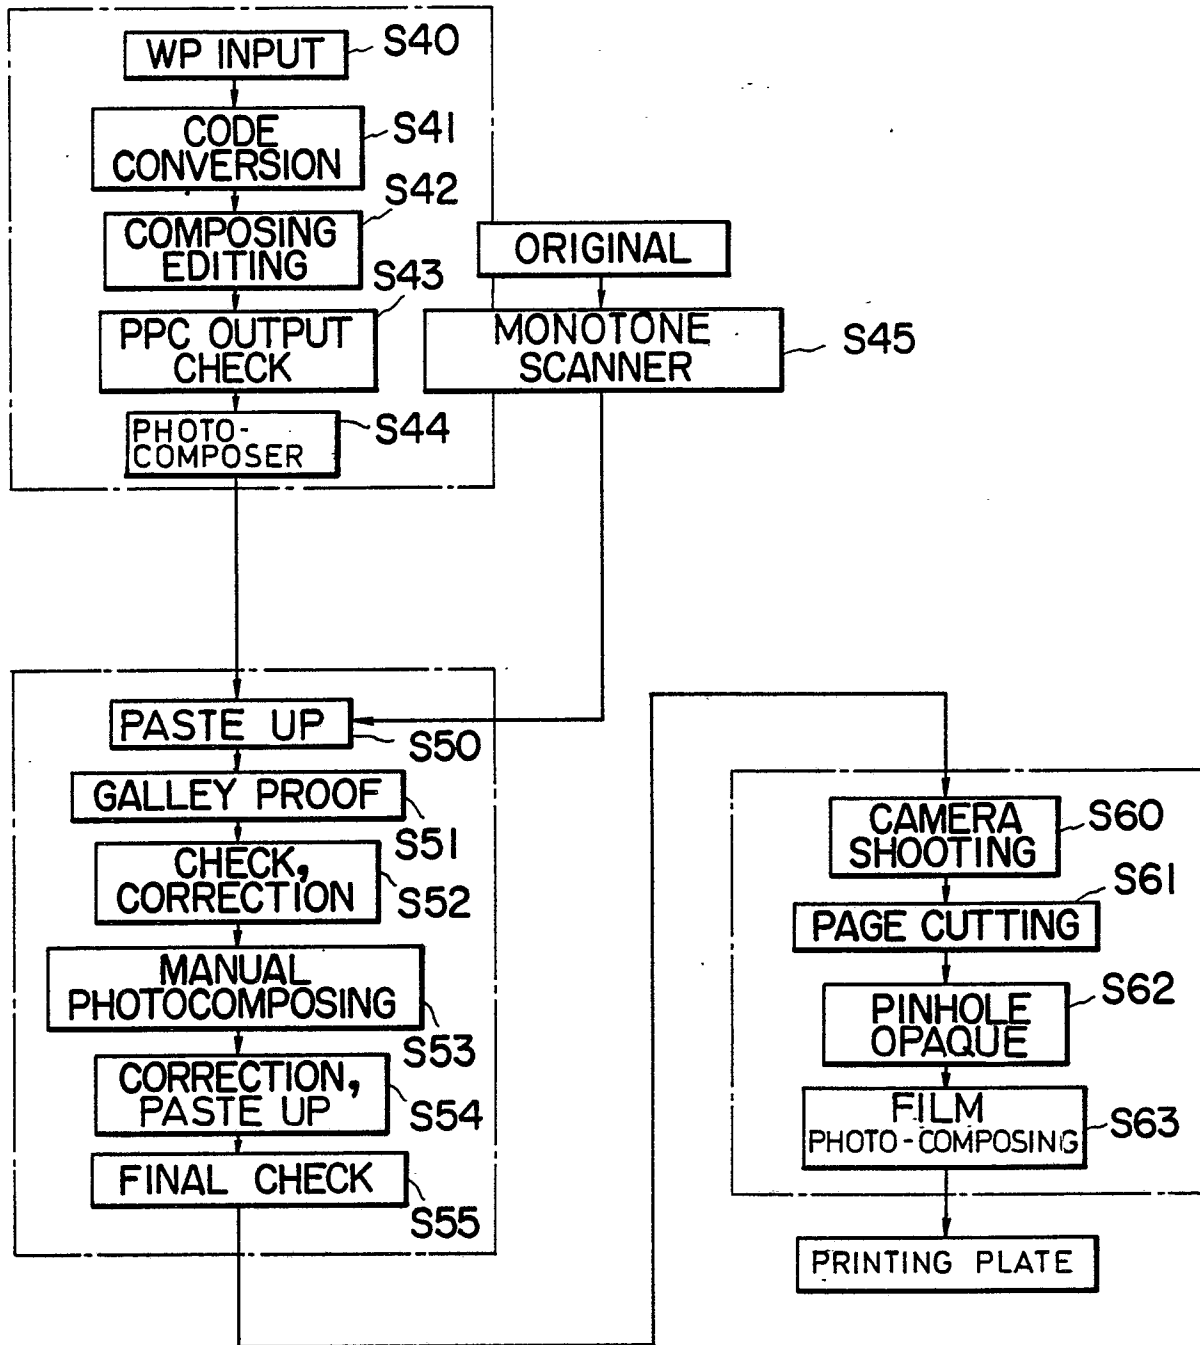 WP INPUT
S40
CODE
CONVERSION
S41
COMPOSING
EDITING
S42
PPC OUTPUT
CHECK
S43
PHOTO-
COMPOSER
S44
ORIGINAL
MONOTONE
SCANNER
S45
PASTE UP
S50
GALLEY PROOF
S51
CHECK,
CORRECTION
S52
MANUAL
PHOTOCOMPOSING
S53
CORRECTION,
PASTE UP
S54
FINAL CHECK
S55
CAMERA
SHOOTING
S60
PAGE CUTTING
S61
PINHOLE
OPAQUE
S62
FILM
PHOTO-COMPOSING
S63
PRINTING PLATE